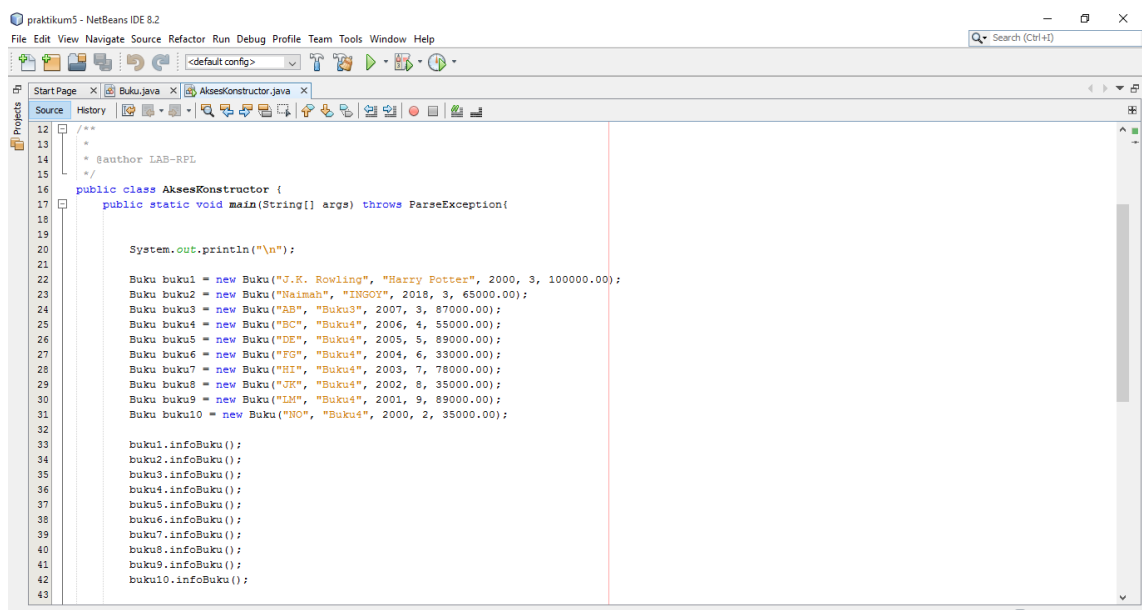 praktikum5 - NetBeans IDE 8.2
File Edit View Navigate Source Refactor Run Debug Profile Team Tools Window Help
Search (Ctrl+I)
<default config>
Start Page Buku.java AksesKonstructor.java
Projects
Source History
12 /**
13 *
14 * @author LAB-RPL
15 */
16 public class AksesKonstructor {
17 public static void main(String[] args) throws ParseException{
18
19
20 System.out.println("\n");
21
22 Buku buku1 = new Buku("J.K. Rowling", "Harry Potter", 2000, 3, 100000.00);
23 Buku buku2 = new Buku("Naimah", "INGOY", 2018, 3, 65000.00);
24 Buku buku3 = new Buku("AB", "Buku3", 2007, 3, 87000.00);
25 Buku buku4 = new Buku("BC", "Buku4", 2006, 4, 55000.00);
26 Buku buku5 = new Buku("DE", "Buku4", 2005, 5, 89000.00);
27 Buku buku6 = new Buku("FG", "Buku4", 2004, 6, 33000.00);
28 Buku buku7 = new Buku("HI", "Buku4", 2003, 7, 78000.00);
29 Buku buku8 = new Buku("JK", "Buku4", 2002, 8, 35000.00);
30 Buku buku9 = new Buku("LM", "Buku4", 2001, 9, 89000.00);
31 Buku buku10 = new Buku("NO", "Buku4", 2000, 2, 35000.00);
32
33 buku1.infoBuku();
34 buku2.infoBuku();
35 buku3.infoBuku();
36 buku4.infoBuku();
37 buku5.infoBuku();
38 buku6.infoBuku();
39 buku7.infoBuku();
40 buku8.infoBuku();
41 buku9.infoBuku();
42 buku10.infoBuku();
43